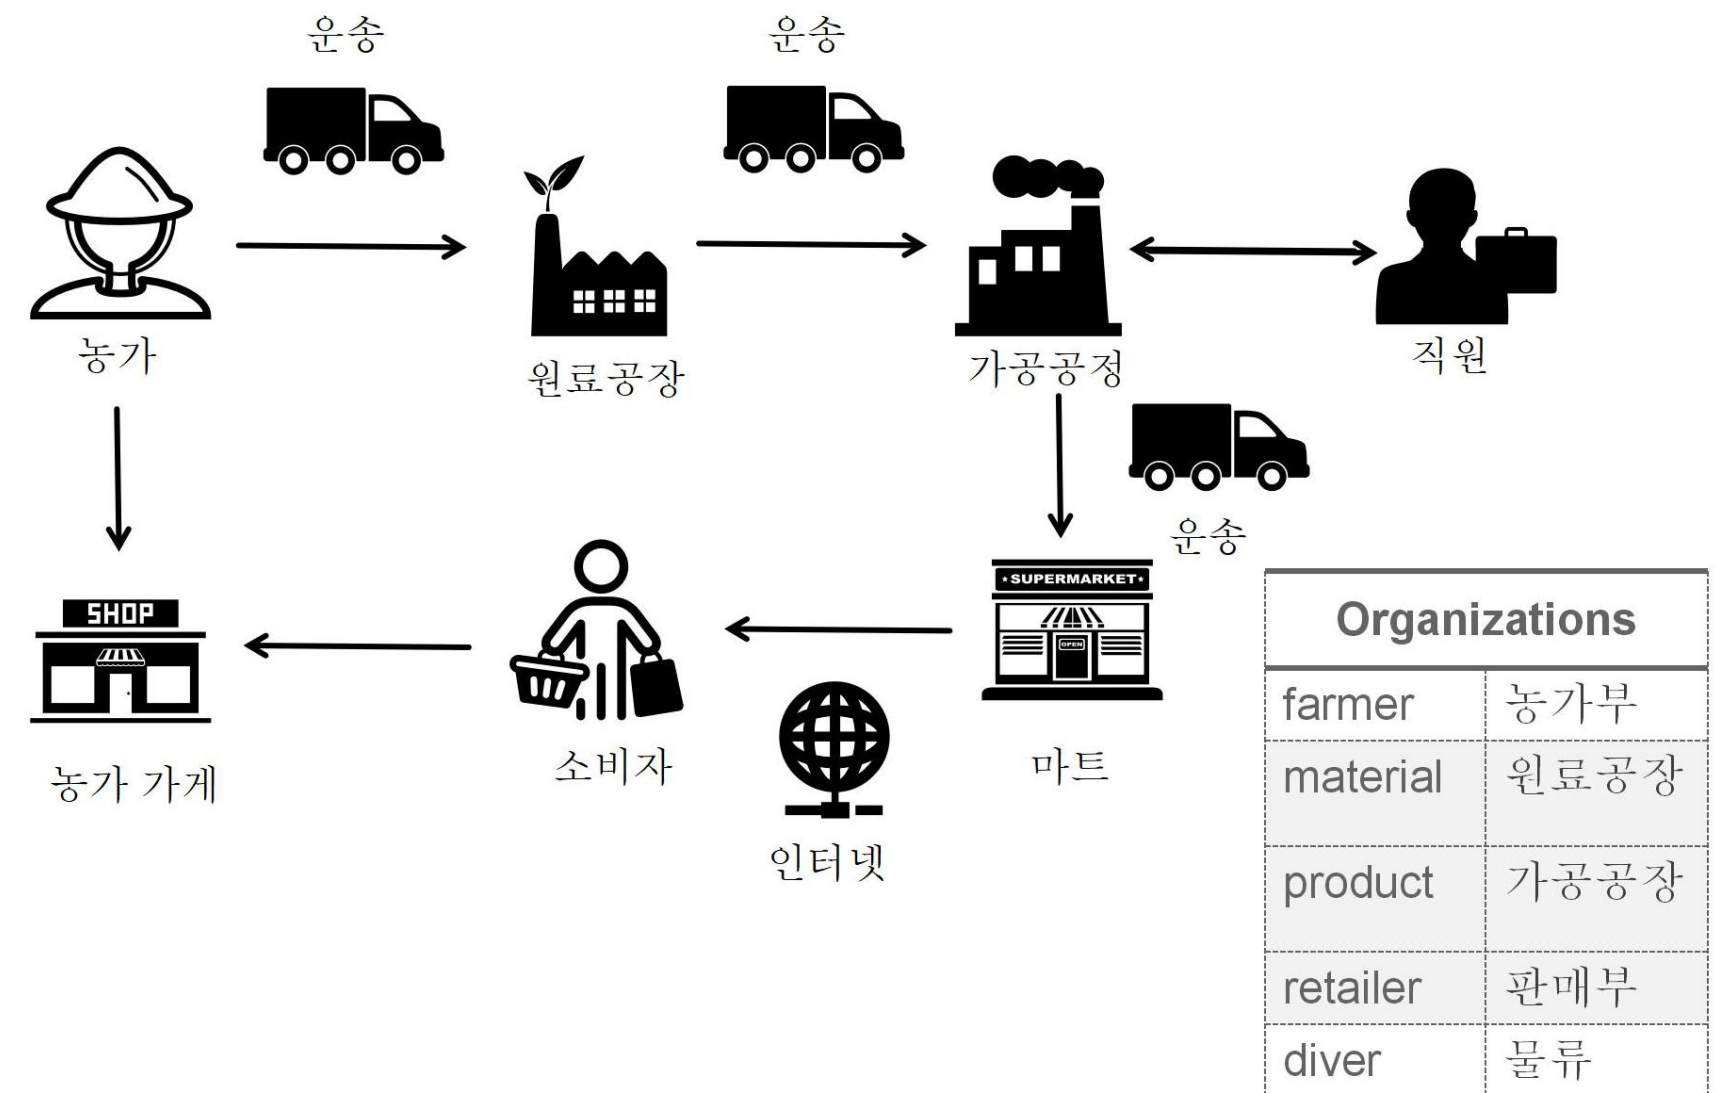 운송
운송
농가
원료공장
가공공정
직원
운송
SHOP
농가 가게
소비자
인터넷
★SUPERMARKET★
OPEN
마트
Organizations
farmer 농가부
material 원료공장
product 가공공장
retailer 판매부
diver 물류